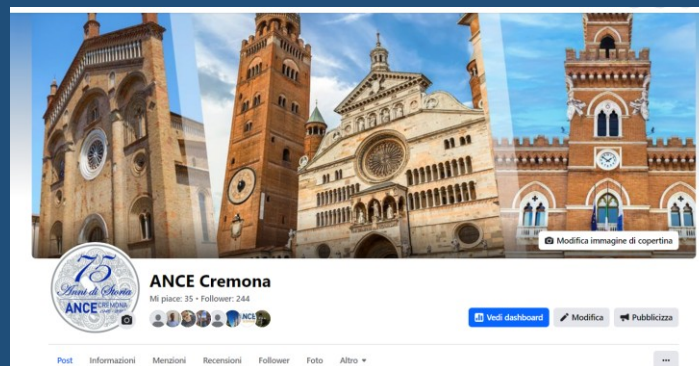 Modifica immagine di copertina
75
Anni di Storia
ANCE CREMONA
ANCE Cremona
Mi piace: 35 • Follower: 244
Vedi dashboard
Modifica
Pubblicizza
Post
Informazioni
Menzioni
Recensioni
Follower
Foto
Altro